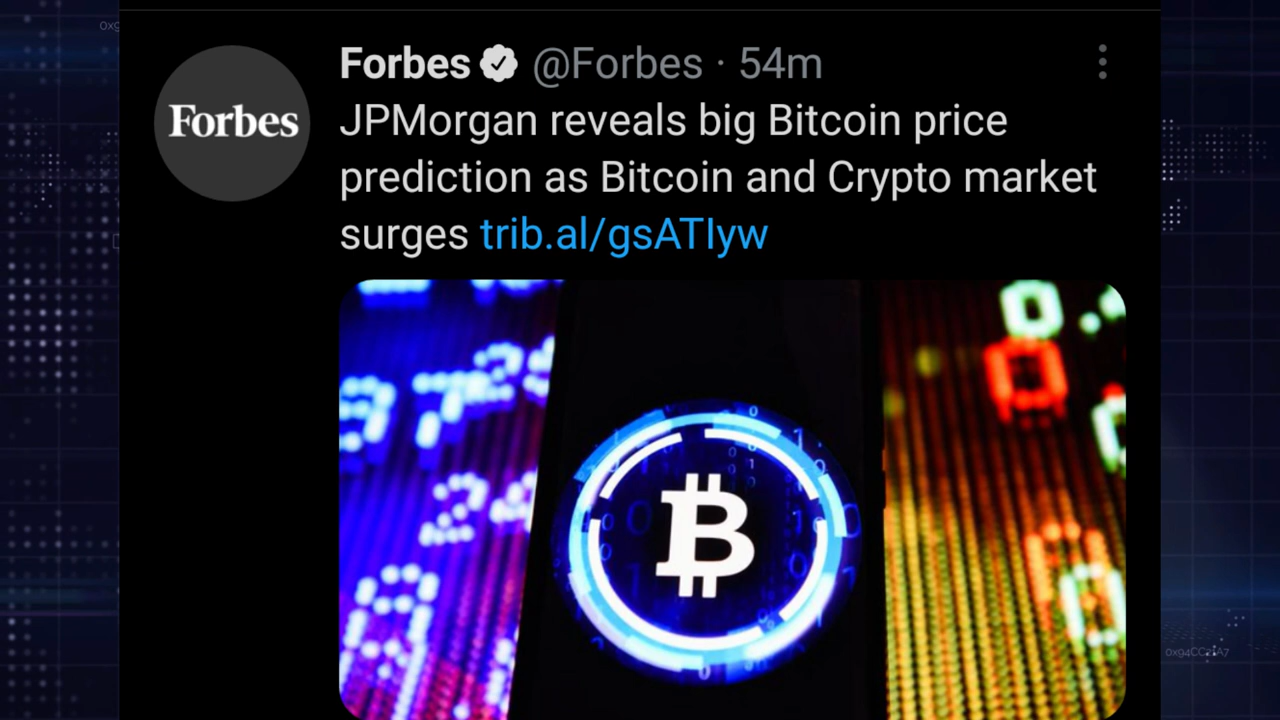 Forbes @Forbes · 54m
Forbes
JPMorgan reveals big Bitcoin price
prediction as Bitcoin and Crypto market
surges trib.al/gsATIyw
0x94CC21A7